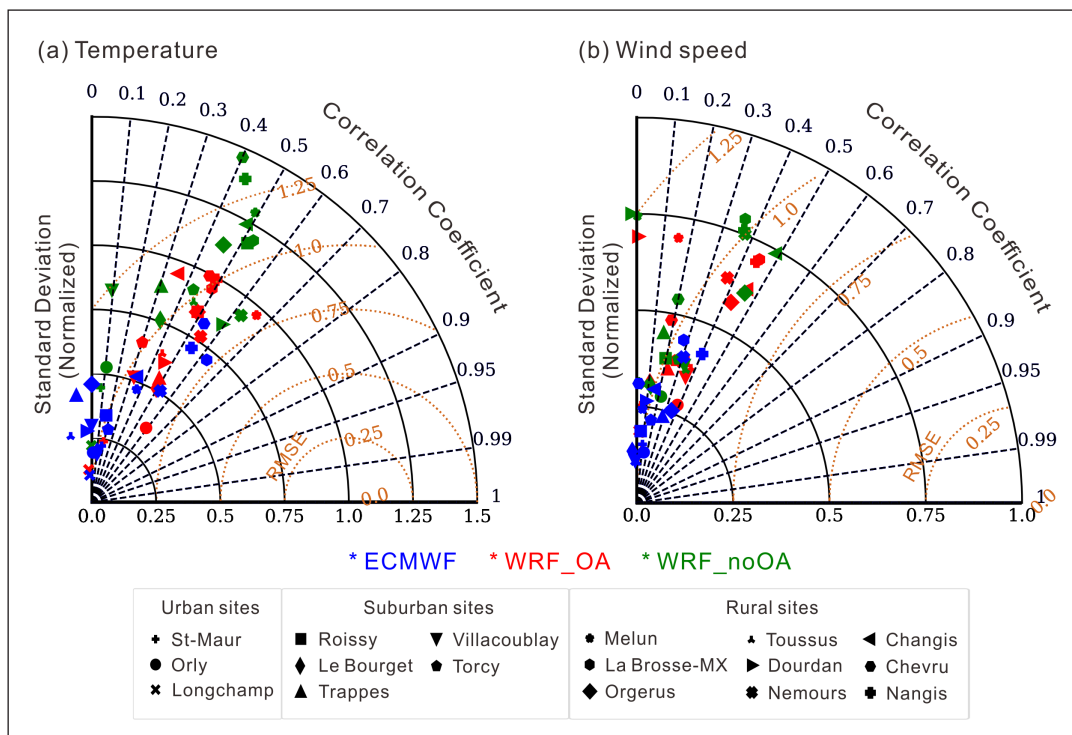 (a) Temperature
0 0.1 0.2 0.3 0.4 0.5 0.6 0.7 0.8 0.9 0.95 0.99 1
Correlation Coefficient
Standard Deviation
(Normalized)
1.25 1.0 0.75 0.5 0.25 0.0
RMSE
0.0 0.25 0.5 0.75 1.0 1.25 1.5
(b) Wind speed
0 0.1 0.2 0.3 0.4 0.5 0.6 0.7 0.8 0.9 0.95 0.99 1
Correlation Coefficient
Standard Deviation
(Normalized)
1.25 1.0 0.75 0.5 0.25 0.0
RMSE
0.0 0.25 0.5 0.75 1.0
* ECMWF * WRF_OA * WRF_noOA
Urban sites
St-Maur
Orly
Longchamp
Suburban sites
Roissy Villacoublay
Le Bourget Torcy
Trappes
Rural sites
Melun Toussus Changis
La Brosse-MX Dourdan Chevru
Orgerus Nemours Nangis